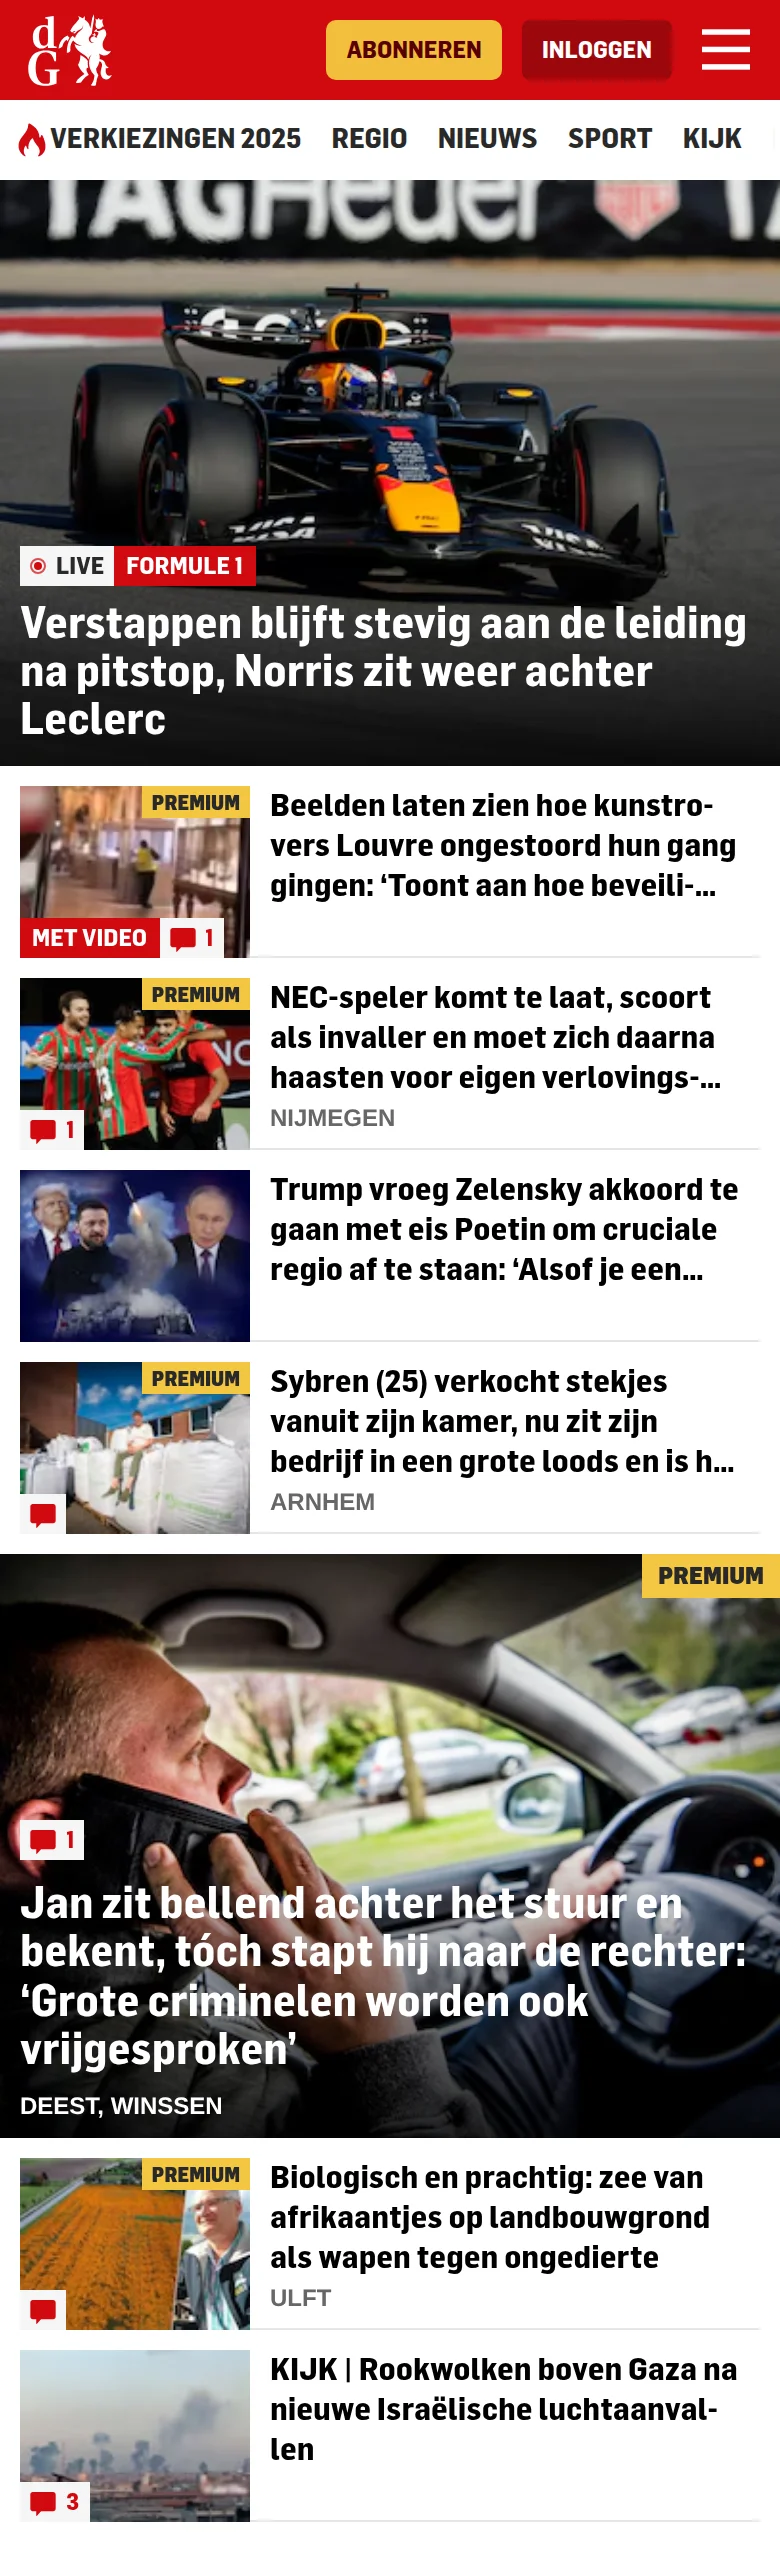 dG
ABONNEREN
INLOGGEN
VERKIEZINGEN 2025 REGIO NIEUWS SPORT KIJK
TAGHeuer
VISA
VISA
LIVE FORMULE 1
Verstappen blijft stevig aan de leiding
na pitstop, Norris zit weer achter
Leclerc
PREMIUM
MET VIDEO 1
Beelden laten zien hoe kunstro-
vers Louvre ongestoord hun gang
gingen: ‘Toont aan hoe beveili-...
PREMIUM
1
NEC-speler komt te laat, scoort
als invaller en moet zich daarna
haasten voor eigen verlovings-...
NIJMEGEN
Trump vroeg Zelensky akkoord te
gaan met eis Poetin om cruciale
regio af te staan: ‘Alsof je een...
PREMIUM
Sybren (25) verkocht stekjes
vanuit zijn kamer, nu zit zijn
bedrijf in een grote loods en is h...
ARNHEM
PREMIUM
1
Jan zit bellend achter het stuur en
bekent, tóch stapt hij naar de rechter:
‘Grote criminelen worden ook
vrijgesproken’
DEEST, WINSSEN
PREMIUM
Biologisch en prachtig: zee van
afrikaantjes op landbouwgrond
als wapen tegen ongedierte
ULFT
3
KIJK | Rookwolken boven Gaza na
nieuwe Israëlische luchtaanval-
len